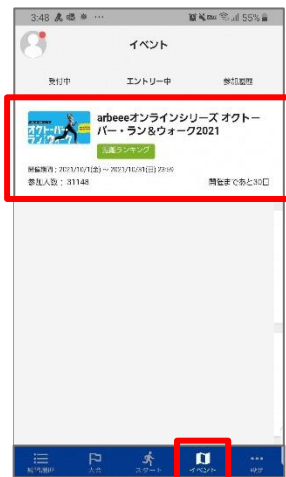 3:48
55%
イベント
受付中 エントリー中 参加履歴
オクトーバー
ラン&ウォーク
arbeeeオンラインシリーズ オクトー
バー・ラン＆ウォーク2021
ランキング
開催期間：2021/10/1(金) ～ 2021/10/31(日) 23:59
参加人数：31148 開催まであと30日
大会 スタート イベント